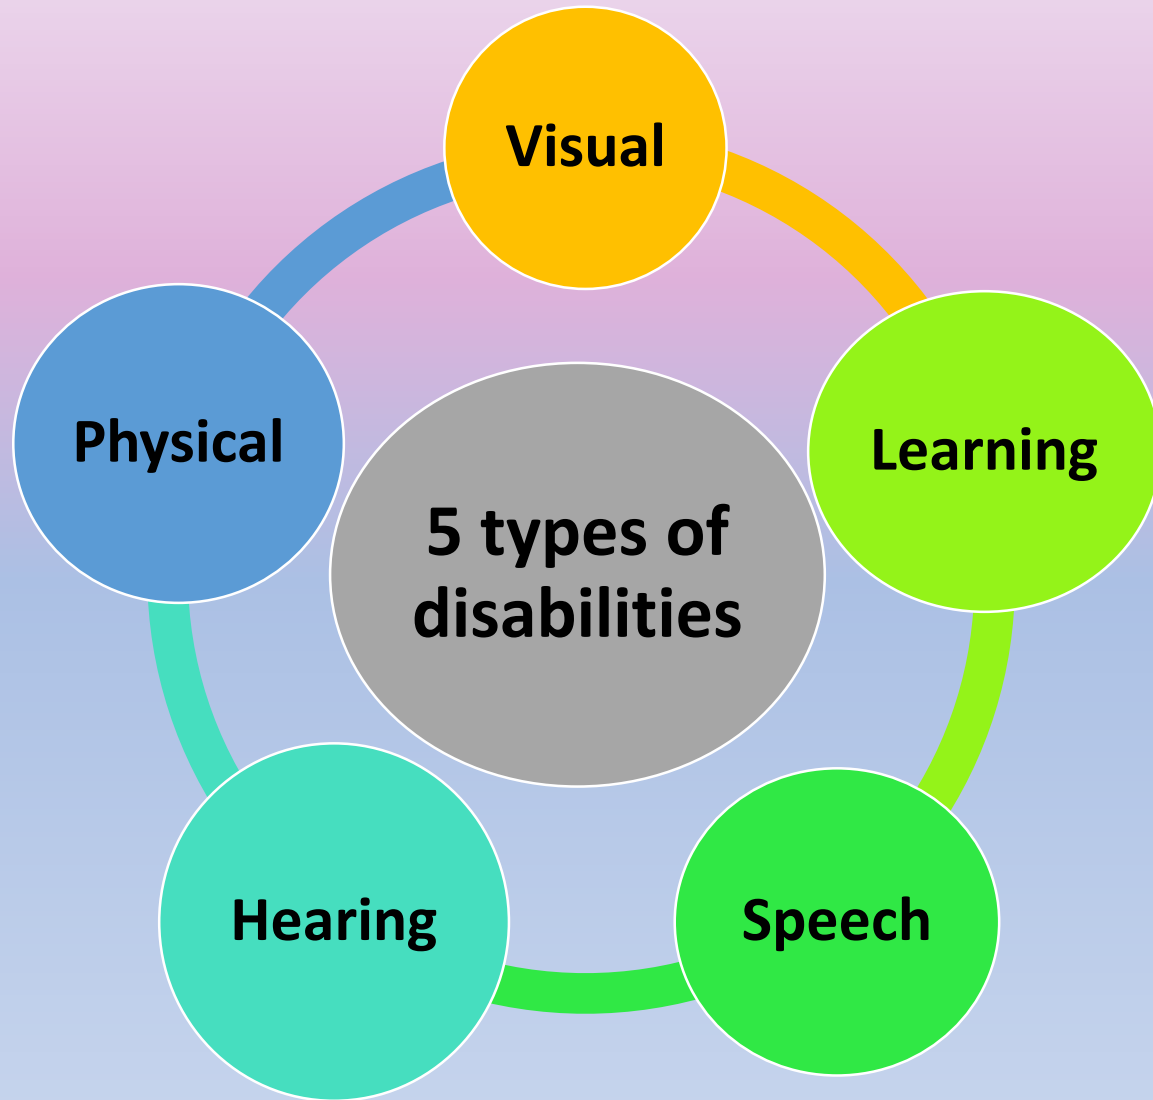 Visual
Physical
Learning
5 types of
disabilities
Hearing
Speech